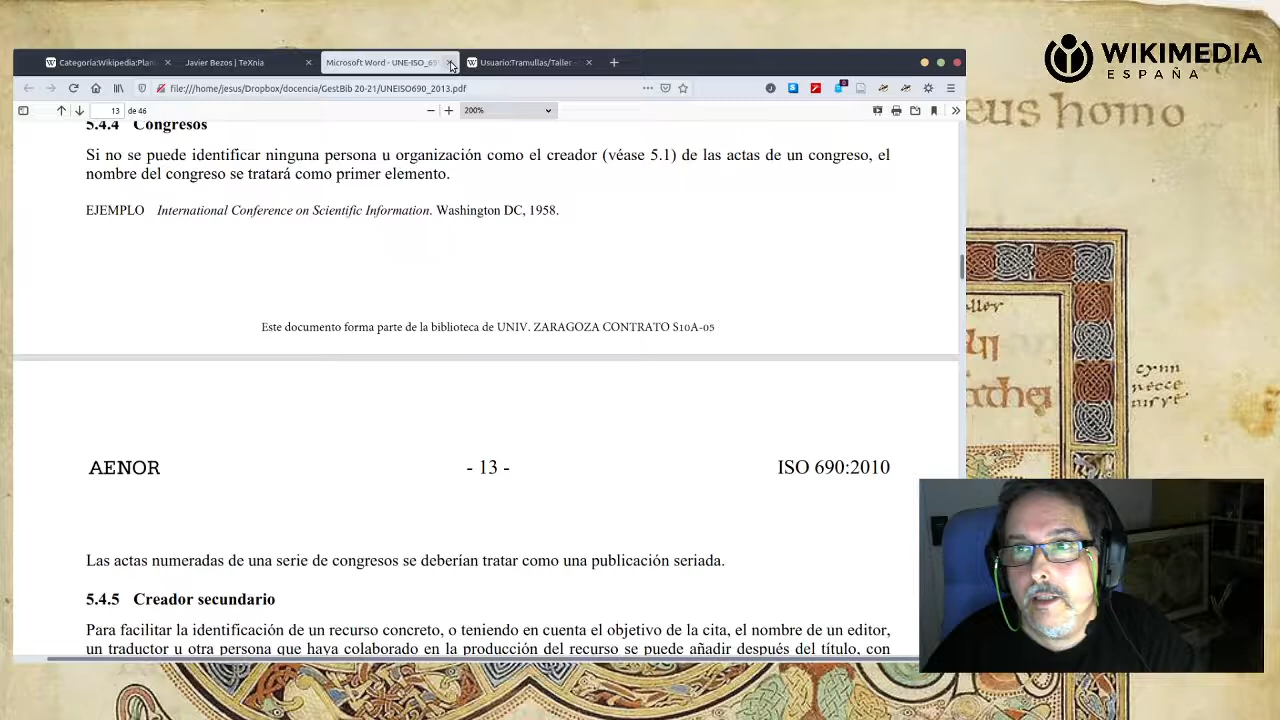 Categoría:Wikipedia:Plan
Javier Bezos | TeXnia
Microsoft Word - UNE-ISO_69
Usuario:Tramullas/Taller
file:///home/jesus/Dropbox/docencia/GestBib 20-21/UNEISO690_2013.pdf
13 de 46
200%
5.4.4 Congresos
Si no se puede identificar ninguna persona u organización como el creador (véase 5.1) de las actas de un congreso, el
nombre del congreso se tratará como primer elemento.
EJEMPLO International Conference on Scientific Information. Washington DC, 1958.
Este documento forma parte de la biblioteca de UNIV. ZARAGOZA CONTRATO S10A-05
AENOR - 13 - ISO 690:2010
Las actas numeradas de una serie de congresos se deberían tratar como una publicación seriada.
5.4.5 Creador secundario
Para facilitar la identificación de un recurso concreto, o teniendo en cuenta el objetivo de la cita, el nombre de un editor,
un traductor u otra persona que haya colaborado en la producción del recurso se puede añadir después del título, con
WIKIMEDIA
ESPAÑA
eus homo